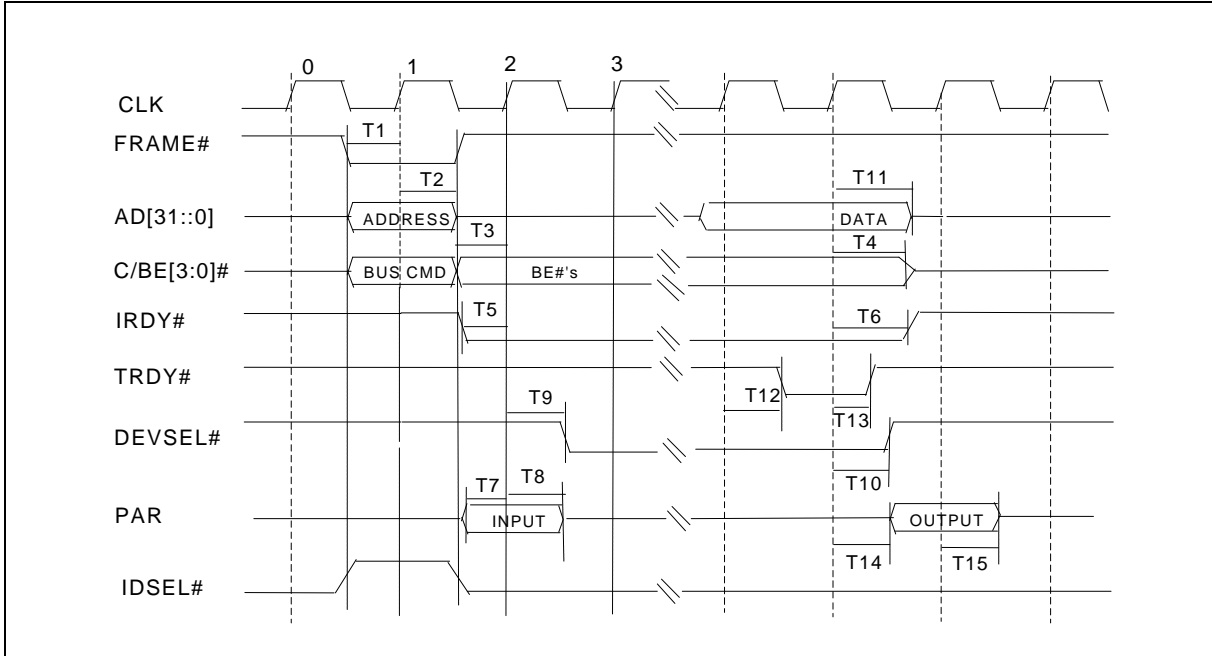 0 1 2 3
CLK
T1
FRAME#
T2 T11
AD[31::0] ADDRESS DATA
T3 T4
C/BE[3:0]# BUS CMD BE#'s
T5 T6
IRDY#
TRDY#
T9 T12 T13
DEVSEL#
T7 T8 T10
PAR INPUT OUTPUT
T14 T15
IDSEL#